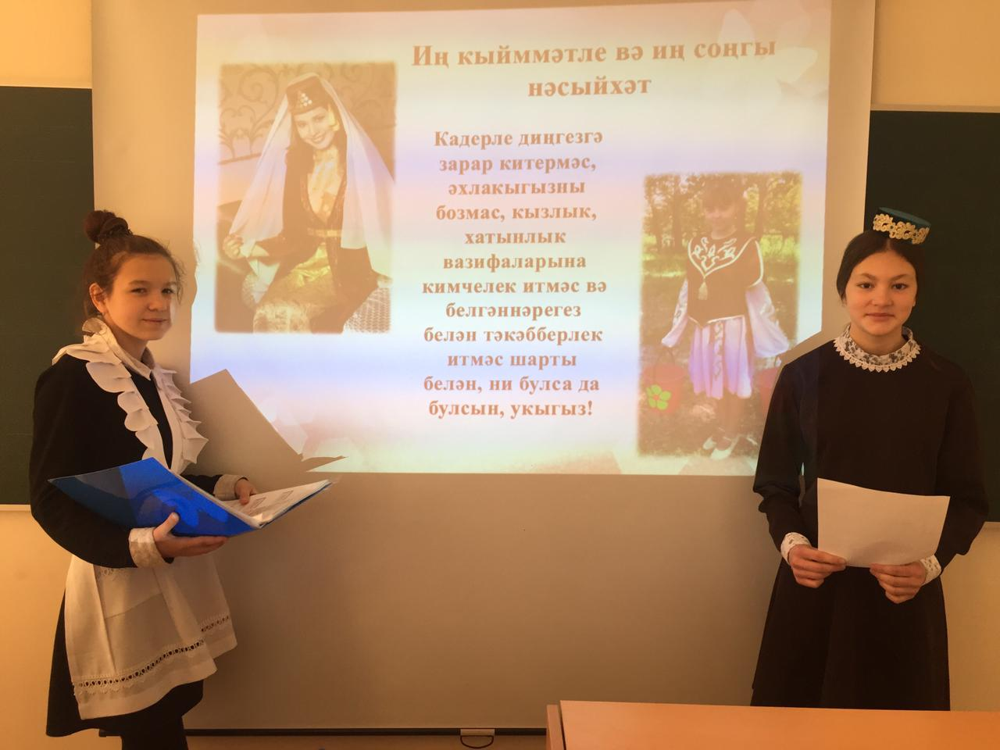 Иң кыйммәтле вә иң соңгы
нәсыйхәт
Кадерле диңгезгә
зарар китермәс,
әхлакыгызны
бозмас, кызлык,
хатынлык
вазифаларына
кимчелек итмәс вә
белгәннәрегез
белән тәкәбберлек
итмәс шарты
белән, ни булса да
булсын, укыгыз!